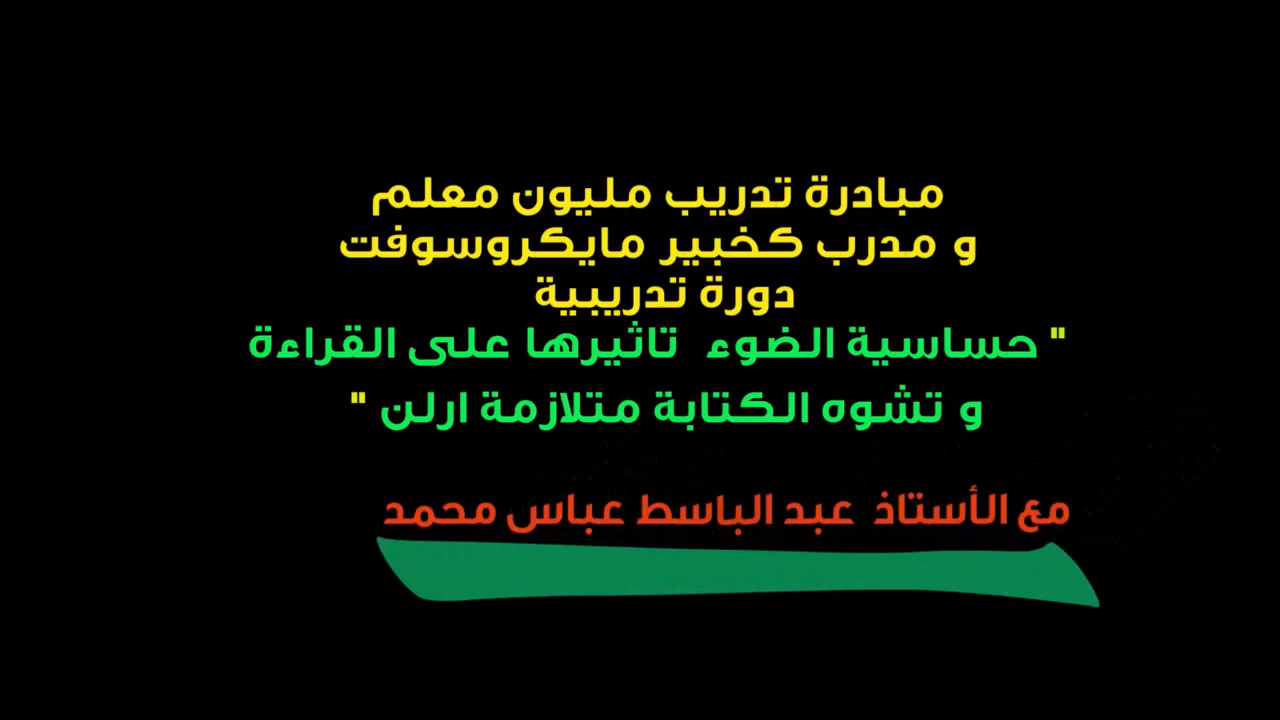 مبادرة تدريب مليون معلم
و مدرب كخبير مايكروسوفت
دورة تدريبية
" حساسية الضوء تاثيرها على القراءة
و تشوه الكتابة متلازمة ارلن "
مع الأستاذ عبد الباسط عباس محمد